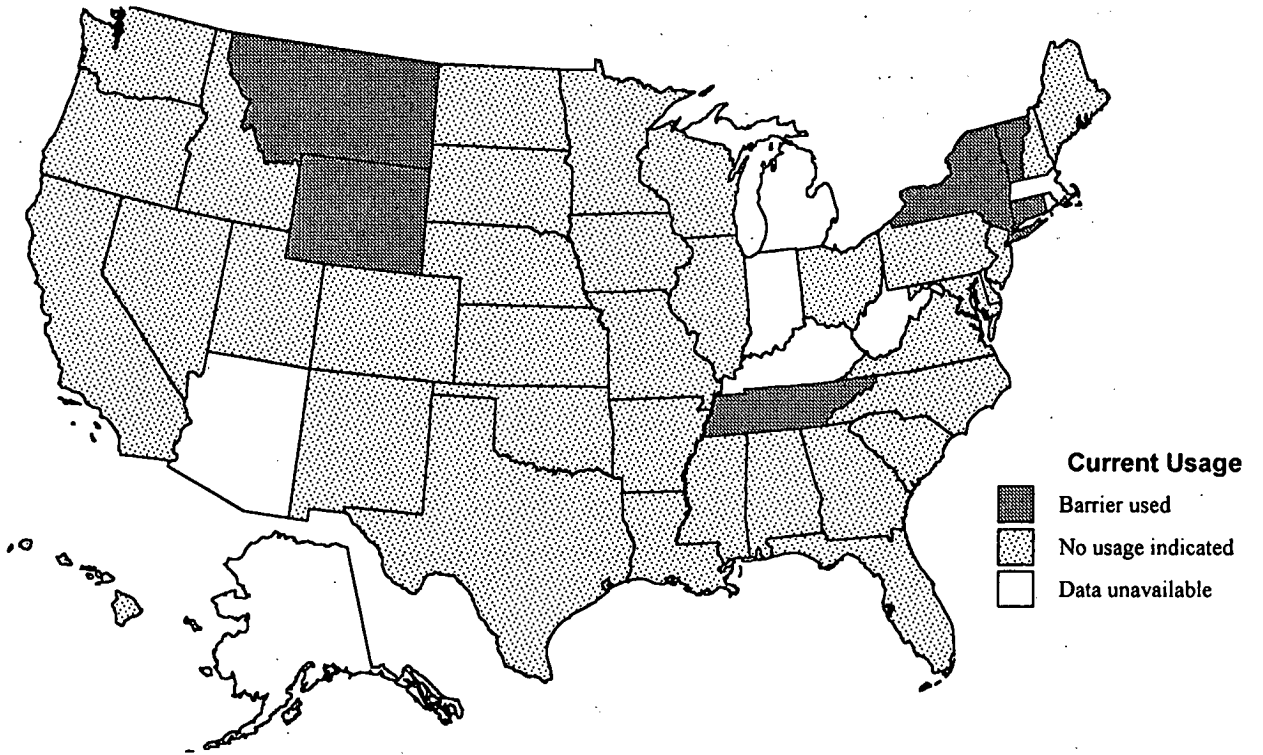 Current Usage
Barrier used
No usage indicated
Data unavailable